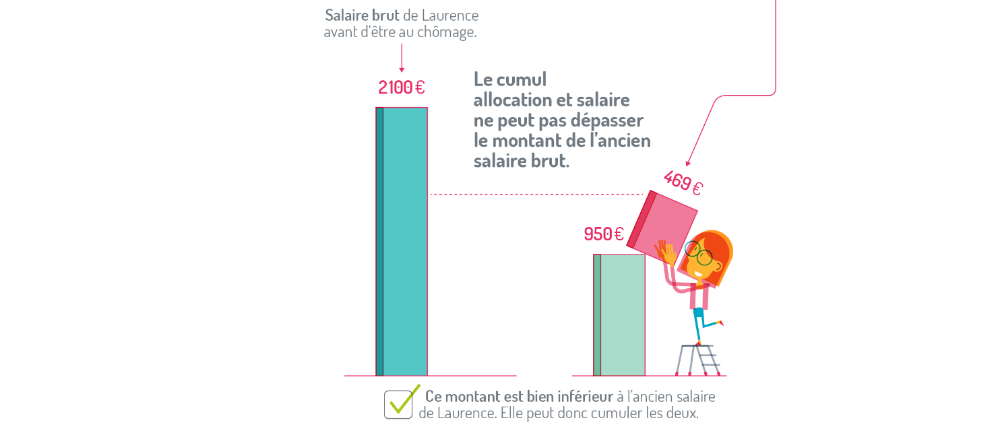 Salaire brut de Laurence
avant d’être au chômage.
2100 €
Le cumul
allocation et salaire
ne peut pas dépasser
le montant de l’ancien
salaire brut.
469 €
950 €
Ce montant est bien inférieur à l’ancien salaire
de Laurence. Elle peut donc cumuler les deux.